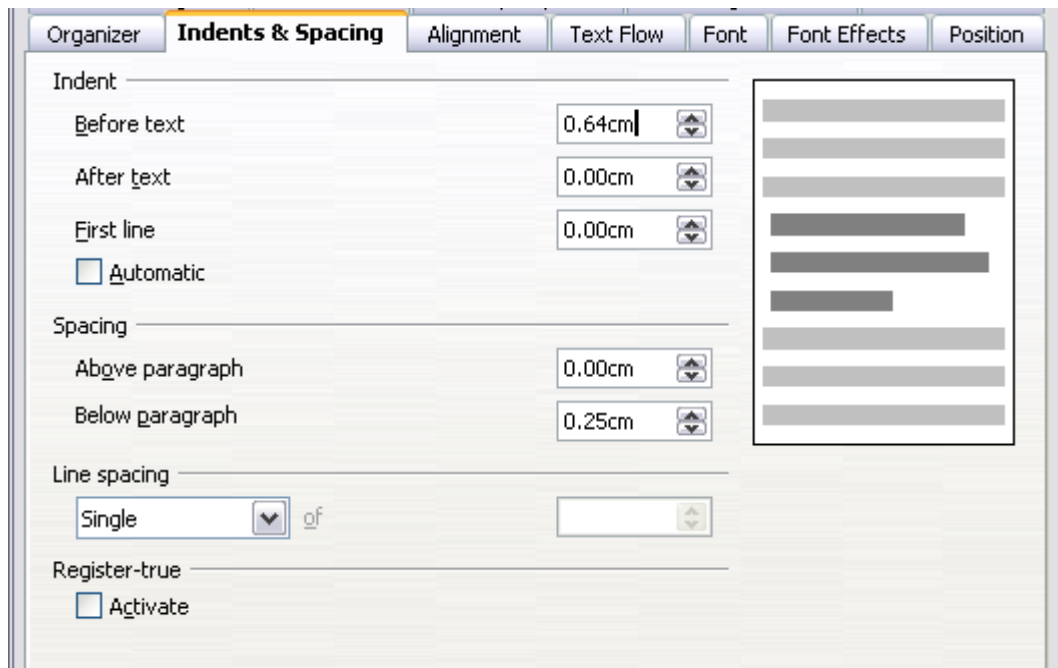 Organizer Indents & Spacing Alignment Text Flow Font Font Effects Position
Indent
Before text 0.64cm
After text 0.00cm
First line 0.00cm
Automatic
Spacing
Above paragraph 0.00cm
Below paragraph 0.25cm
Line spacing
Single of
Register-true
Activate